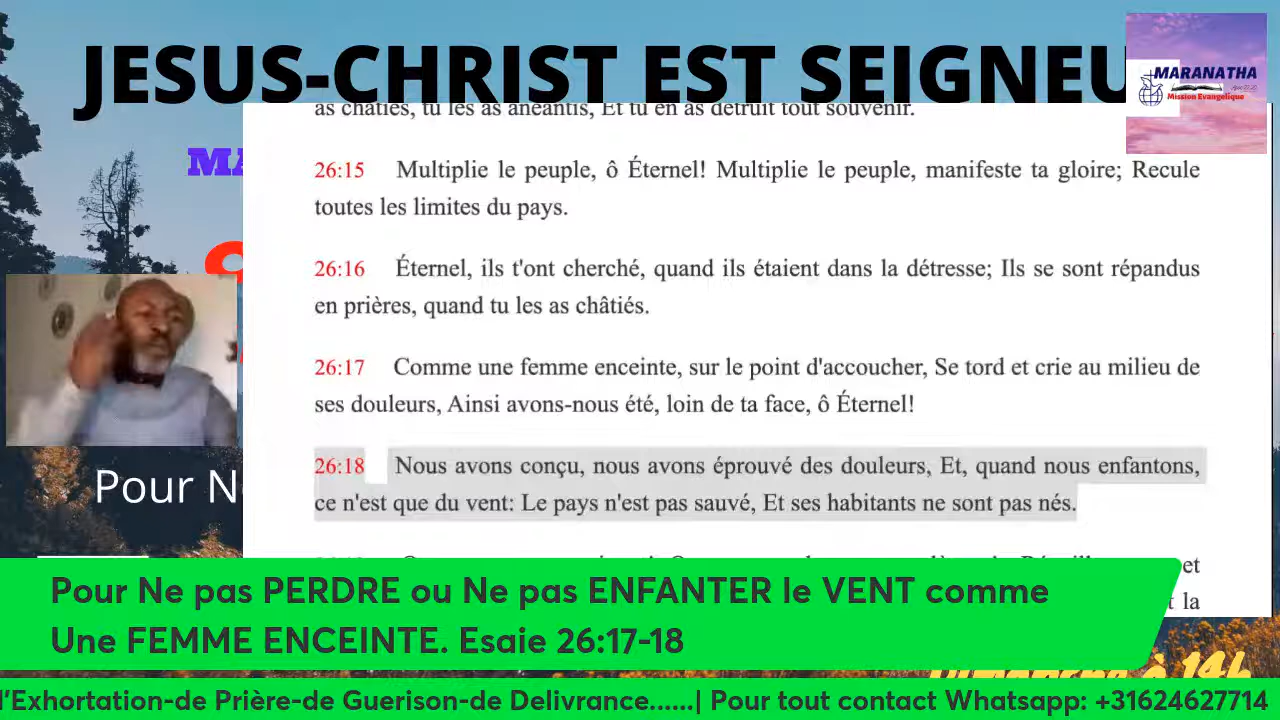 JESUS-CHRIST EST SEIGNEU
MARANATHA
Mission Evangelique
as châtiés, tu les as anéantis, Et tu en as détruit tout souvenir.
MA
26:15 Multiplie le peuple, ô Éternel! Multiplie le peuple, manifeste ta gloire; Recule
toutes les limites du pays.
26:16 Éternel, ils t'ont cherché, quand ils étaient dans la détresse; Ils se sont répandus
en prières, quand tu les as châtiés.
26:17 Comme une femme enceinte, sur le point d'accoucher, Se tord et crie au milieu de
ses douleurs, Ainsi avons-nous été, loin de ta face, ô Éternel!
26:18 Nous avons conçu, nous avons éprouvé des douleurs, Et, quand nous enfantons,
ce n'est que du vent: Le pays n'est pas sauvé, Et ses habitants ne sont pas nés.
Pour N
et
la
Pour Ne pas PERDRE ou Ne pas ENFANTER le VENT comme
Une FEMME ENCEINTE. Esaie 26:17-18
l'Exhortation-de Prière-de Guerison-de Delivrance......| Pour tout contact Whatsapp: +31624627714